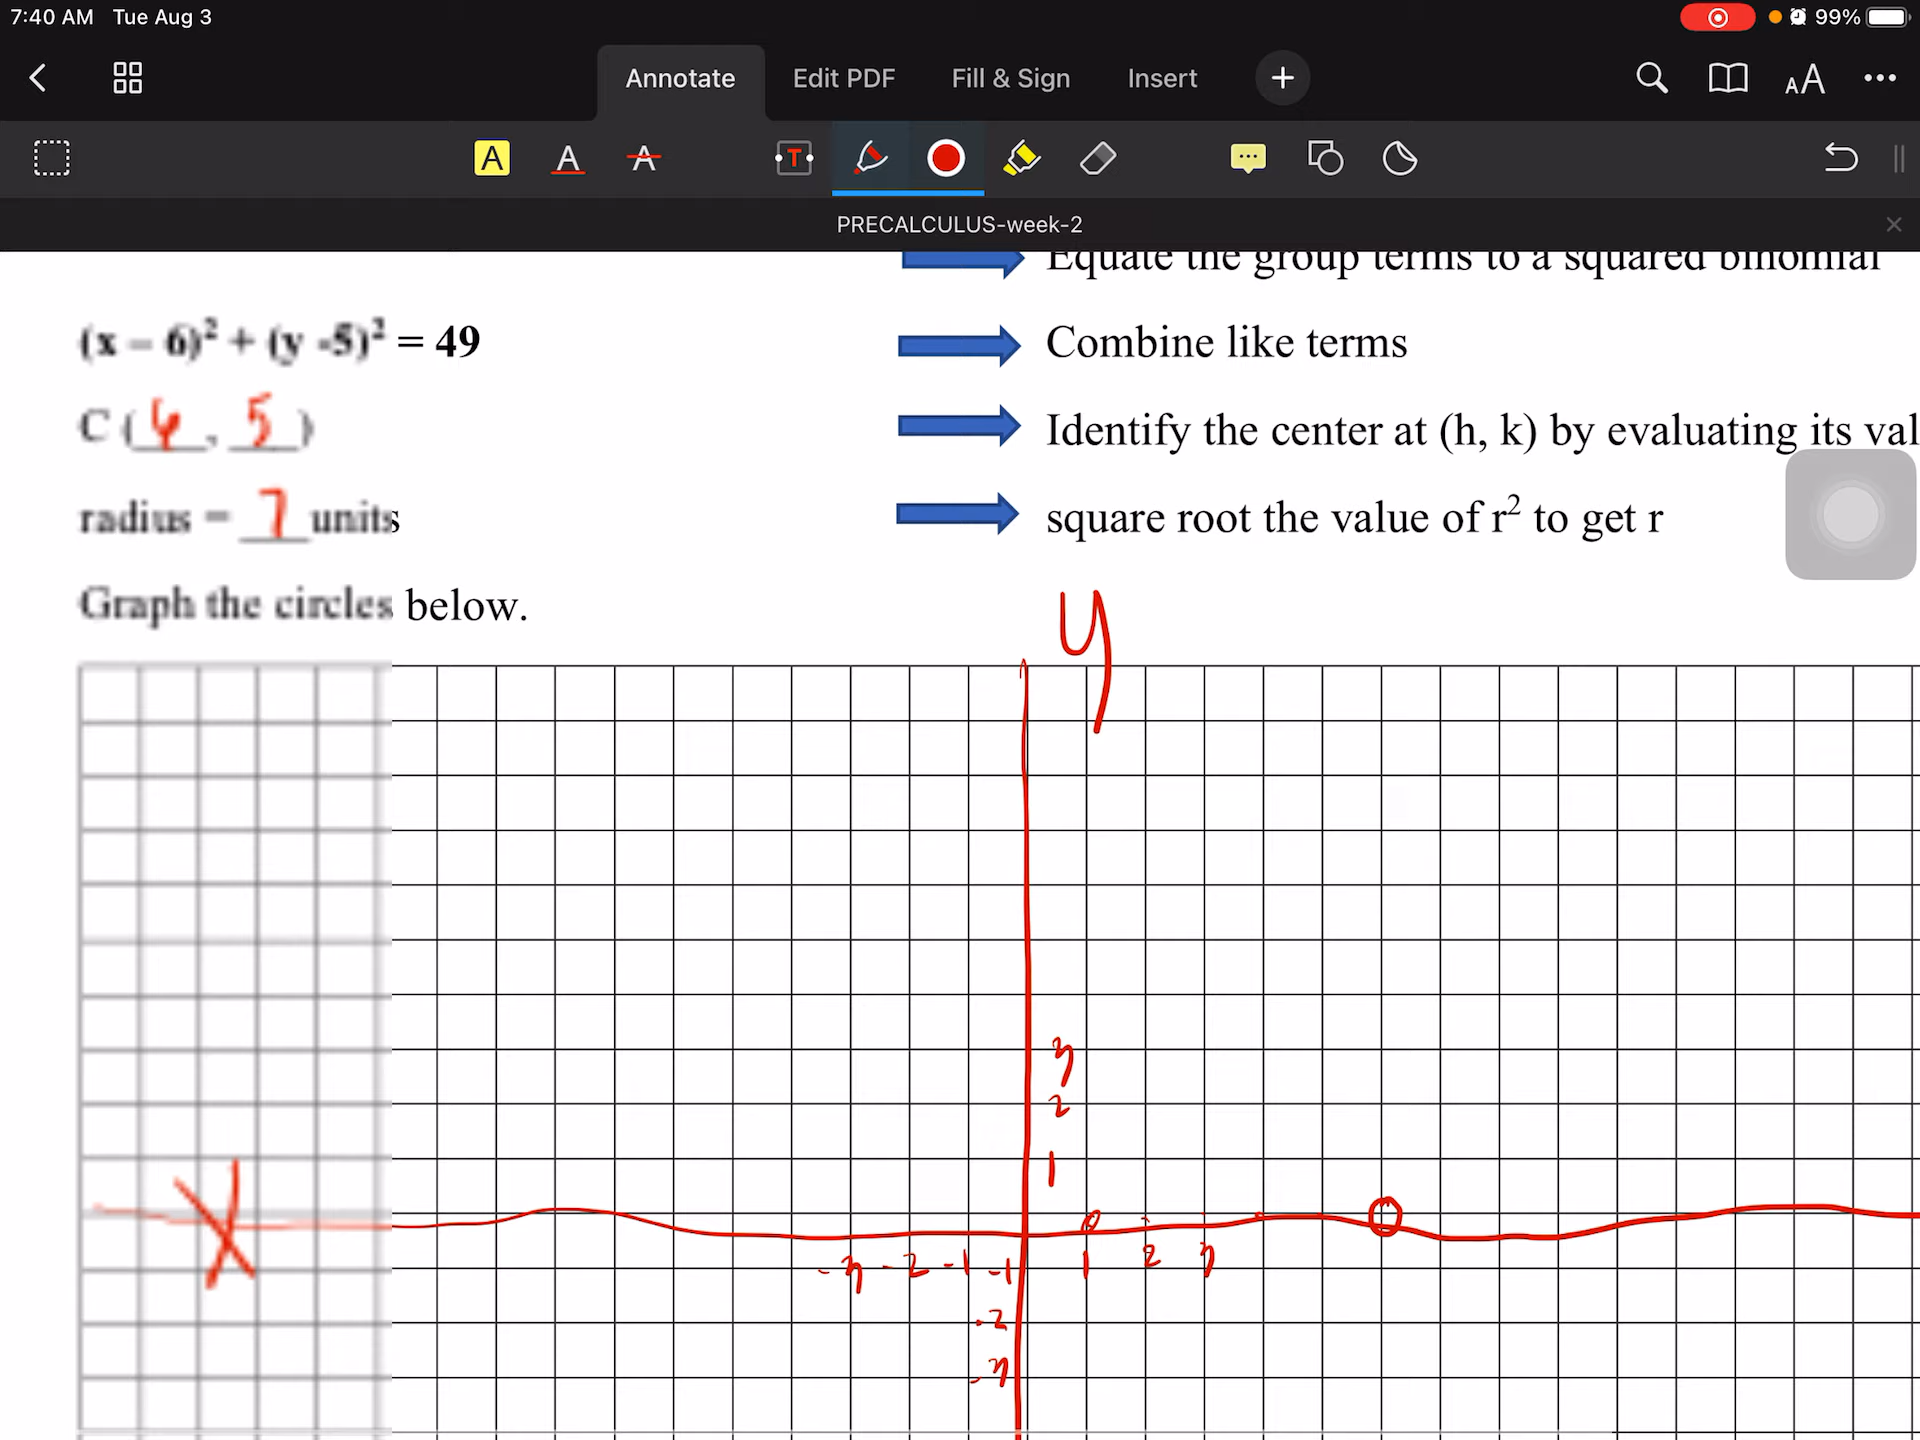 7:40 AM Tue Aug 3
99%
Annotate Edit PDF Fill & Sign Insert
AA
A A A T
PRECALCULUS-week-2
Equate the group terms to a squared binomial
(x – 6)² + (y -5)² = 49
Combine like terms
C (6, 5)
Identify the center at (h, k) by evaluating its val
radius = 7 units
square root the value of r² to get r
Graph the circles below.
y
3
2
1
x
-3 -2 -1 -1 1 2 3
-2
-3